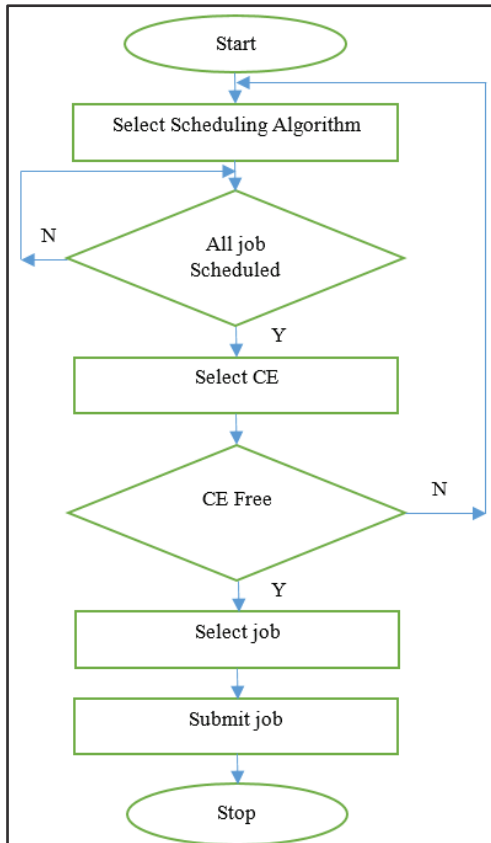 Start
Select Scheduling Algorithm
N
All job
Scheduled
Y
Select CE
CE Free
N
Y
Select job
Submit job
Stop